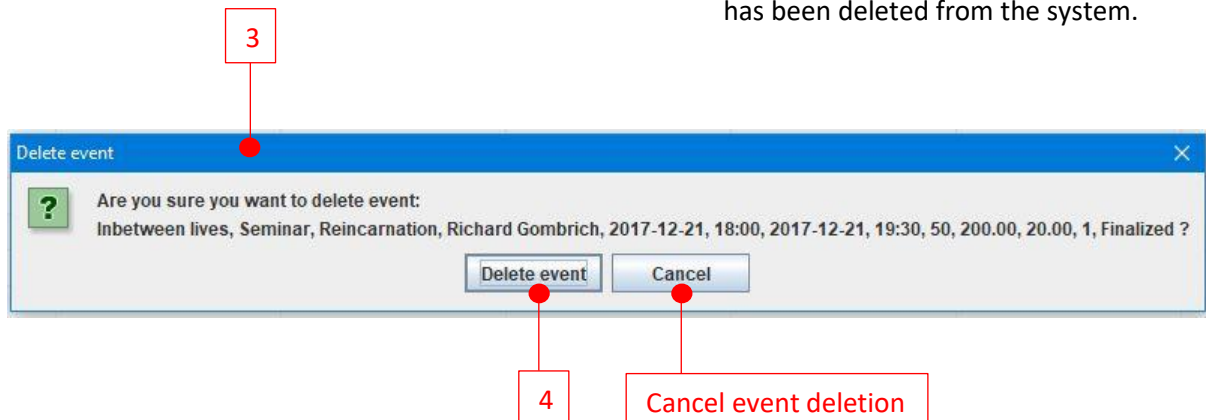 has been deleted from the system.
3
Delete event
Are you sure you want to delete event:
Inbetween lives, Seminar, Reincarnation, Richard Gombrich, 2017-12-21, 18:00, 2017-12-21, 19:30, 50, 200.00, 20.00, 1, Finalized ?
Delete event Cancel
4 Cancel event deletion